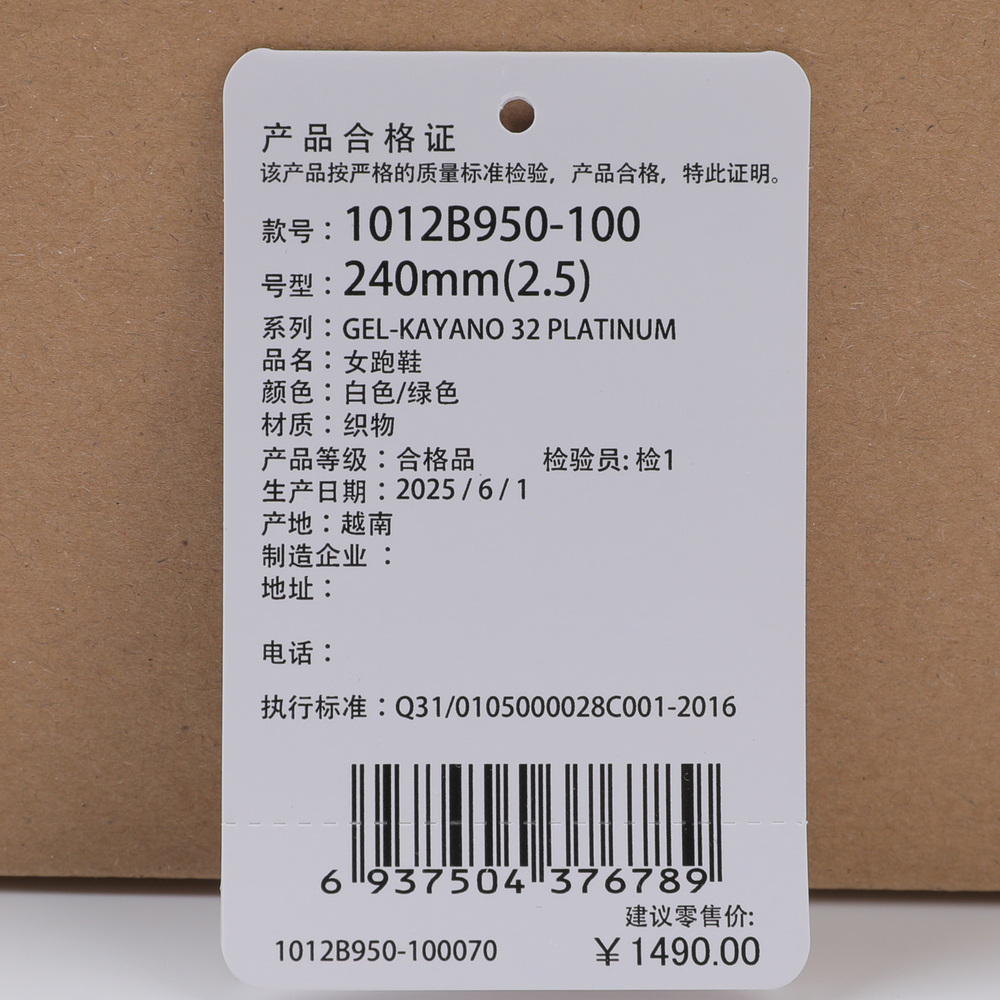 产品合格证
该产品按严格的质量标准检验，产品合格，特此证明。
款号：1012B950-100
号型：240mm(2.5)
系列：GEL-KAYANO 32 PLATINUM
品名：女跑鞋
颜色：白色/绿色
材质：织物
产品等级：合格品 检验员: 检1
生产日期：2025 / 6 / 1
产地：越南
制造企业 ：
地址：
电话：
执行标准：Q31/0105000028C001-2016
6 937504 376789
建议零售价:
1012B950-100070 ￥1490.00